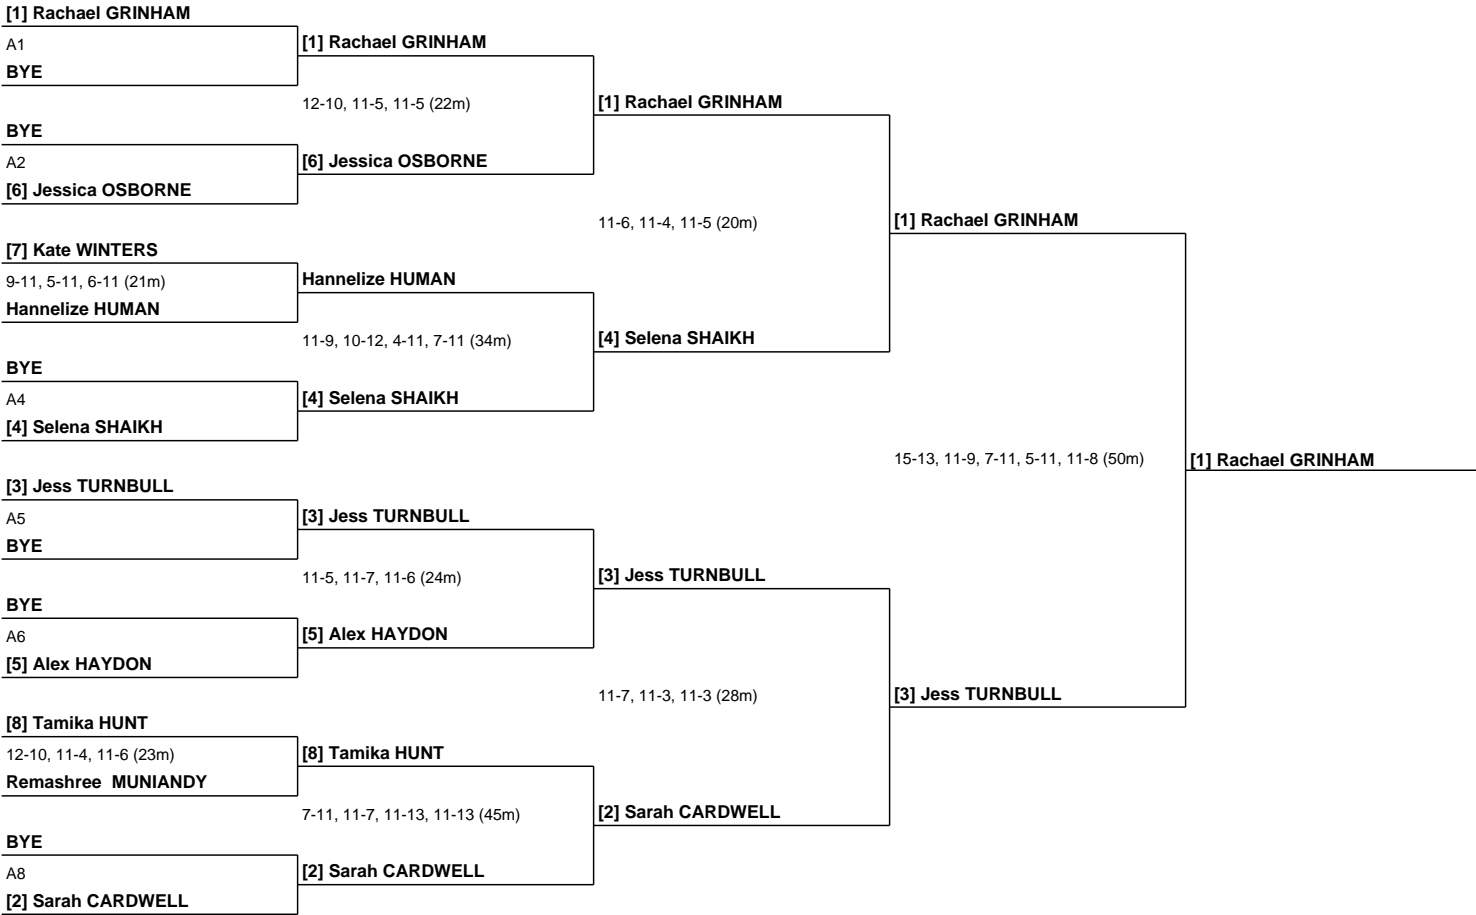 [1] Rachael GRINHAM
A1
BYE
BYE
A2
[6] Jessica OSBORNE
[7] Kate WINTERS
9-11, 5-11, 6-11 (21m)
Hannelize HUMAN
BYE
A4
[4] Selena SHAIKH
[3] Jess TURNBULL
A5
BYE
BYE
A6
[5] Alex HAYDON
[8] Tamika HUNT
12-10, 11-4, 11-6 (23m)
Remashree  MUNIANDY
BYE
A8
[2] Sarah CARDWELL
[1] Rachael GRINHAM
12-10, 11-5, 11-5 (22m)
[6] Jessica OSBORNE
Hannelize HUMAN
11-9, 10-12, 4-11, 7-11 (34m)
[4] Selena SHAIKH
[3] Jess TURNBULL
11-5, 11-7, 11-6 (24m)
[5] Alex HAYDON
[8] Tamika HUNT
7-11, 11-7, 11-13, 11-13 (45m)
[2] Sarah CARDWELL
[1] Rachael GRINHAM
11-6, 11-4, 11-5 (20m)
[4] Selena SHAIKH
[3] Jess TURNBULL
11-7, 11-3, 11-3 (28m)
[2] Sarah CARDWELL
[1] Rachael GRINHAM
15-13, 11-9, 7-11, 5-11, 11-8 (50m)
[3] Jess TURNBULL
[1] Rachael GRINHAM